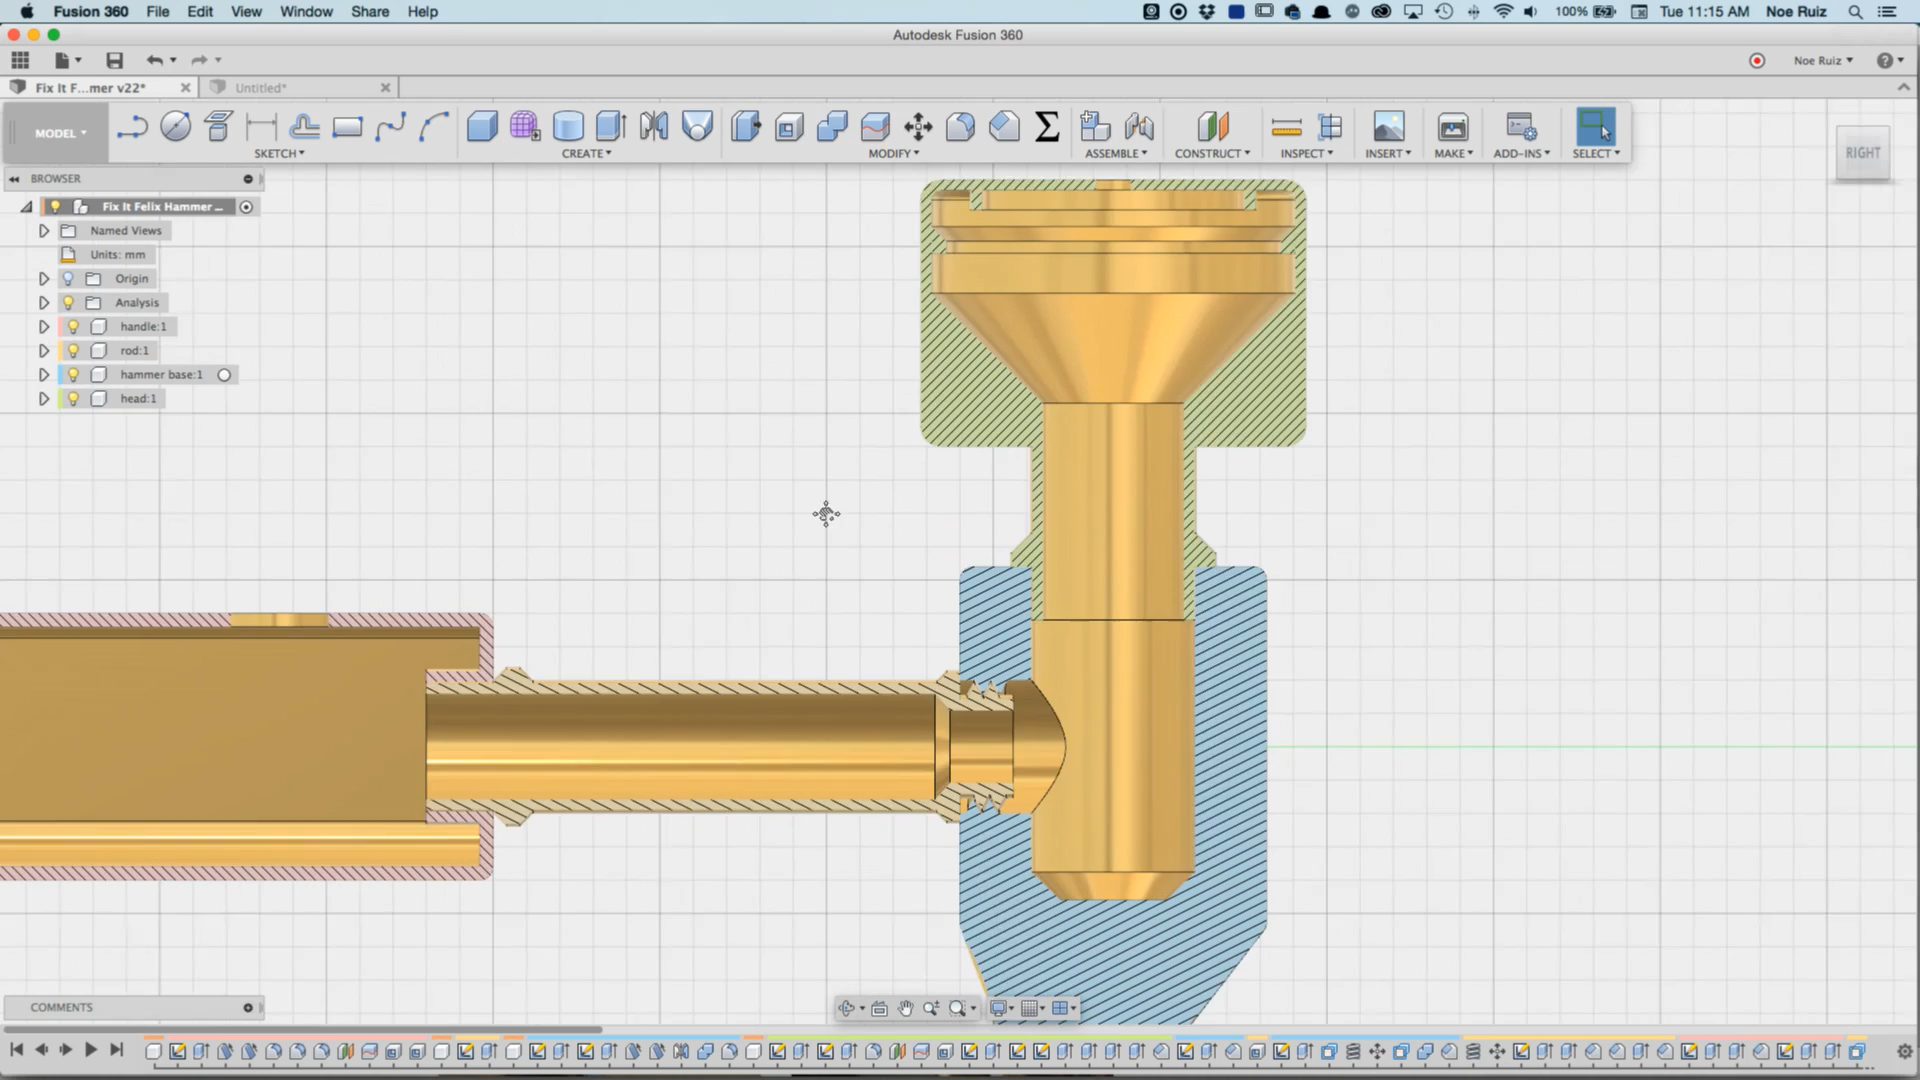 Fusion 360 File Edit View Window Share Help 100% Tue 11:15 AM Noe Ruiz
Autodesk Fusion 360
Noe Ruiz
Fix It F...mer v22* Untitled*
MODEL SKETCH CREATE MODIFY ASSEMBLE CONSTRUCT INSPECT INSERT MAKE ADD-INS SELECT
RIGHT
BROWSER
Fix It Felix Hammer ...
Named Views
Units: mm
Origin
Analysis
handle:1
rod:1
hammer base:1
head:1
COMMENTS